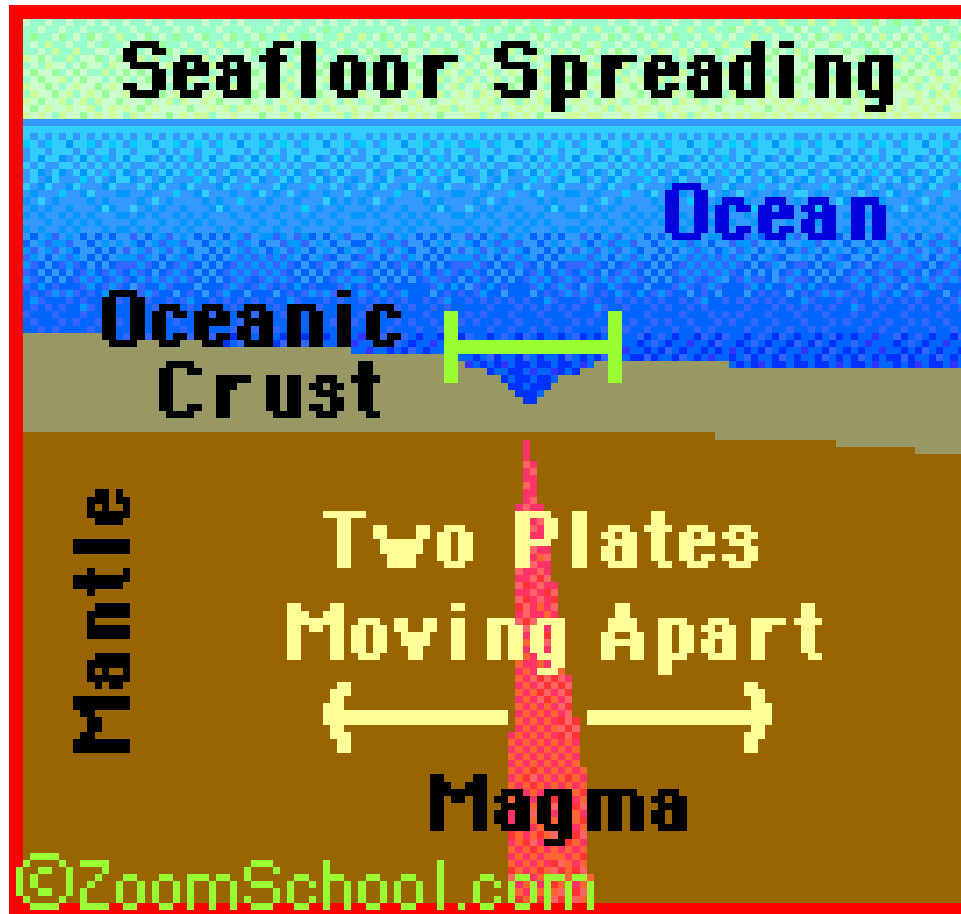 Seafloor Spreading
Ocean
Oceanic
Crust
Mantle
Two Plates
Moving Apart
Magma
©ZoomSchool.com